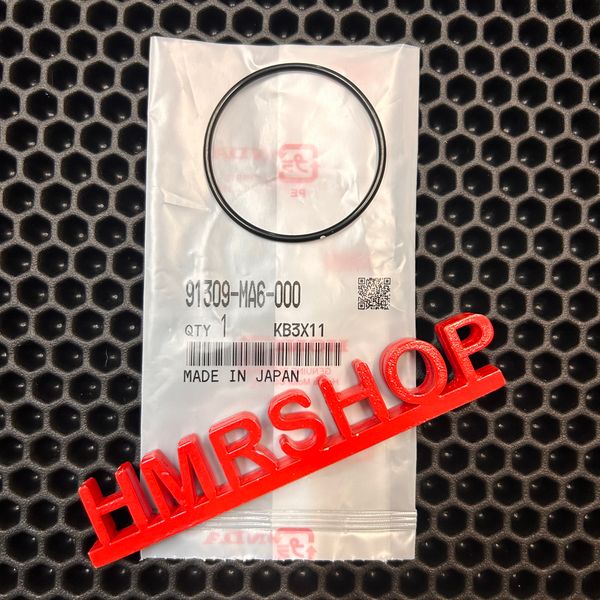 91309-MA6-000
QTY 1 KB3X11
MADE IN JAPAN
HMRSHOP